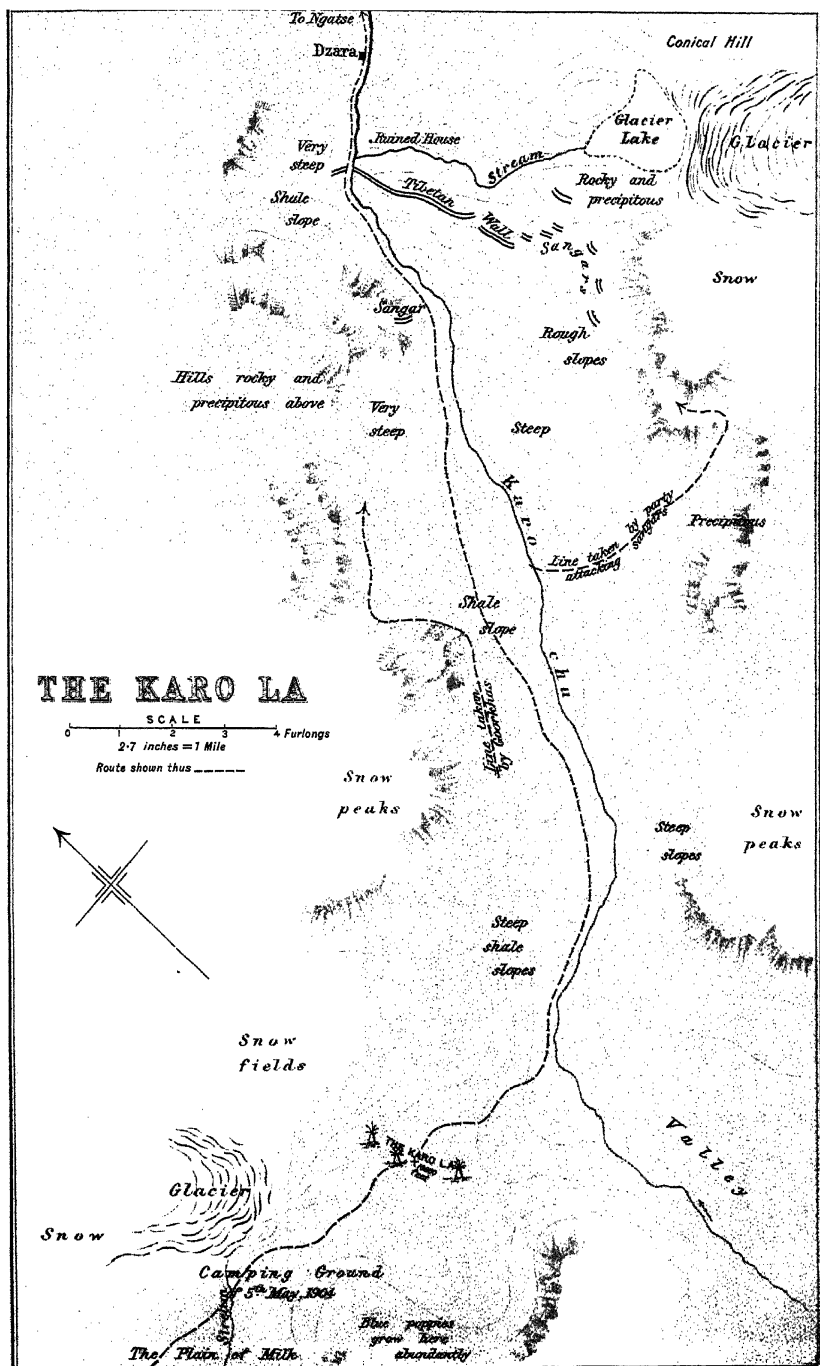 To Ngatse
Dzara
Conical Hill
Glacier
Lake
Glacier
Ruined House
Stream
Very
steep
Tibetan
Wall
Rocky and
precipitous
Shale
slope
Sangars
Snow
Sangar
Rough
slopes
Hills rocky and
precipitous above
Very
steep
Steep
Karo
chu
Precipitous
Line taken by party
attacking sangars
Shale
slope
THE KARO LA
SCALE
0 1 2 3 4 Furlongs
2·7 inches = 1 Mile
Route shown thus
Line taken
by Goorkhas
Snow
peaks
Snow
peaks
Steep
slopes
Steep
shale
slopes
Snow
fields
Valley
THE KARO LA
Glacier
Snow
Camping Ground
of 5th May, 1904
Stream
The Plain of Milk
Blue poppies
grow here
abundantly